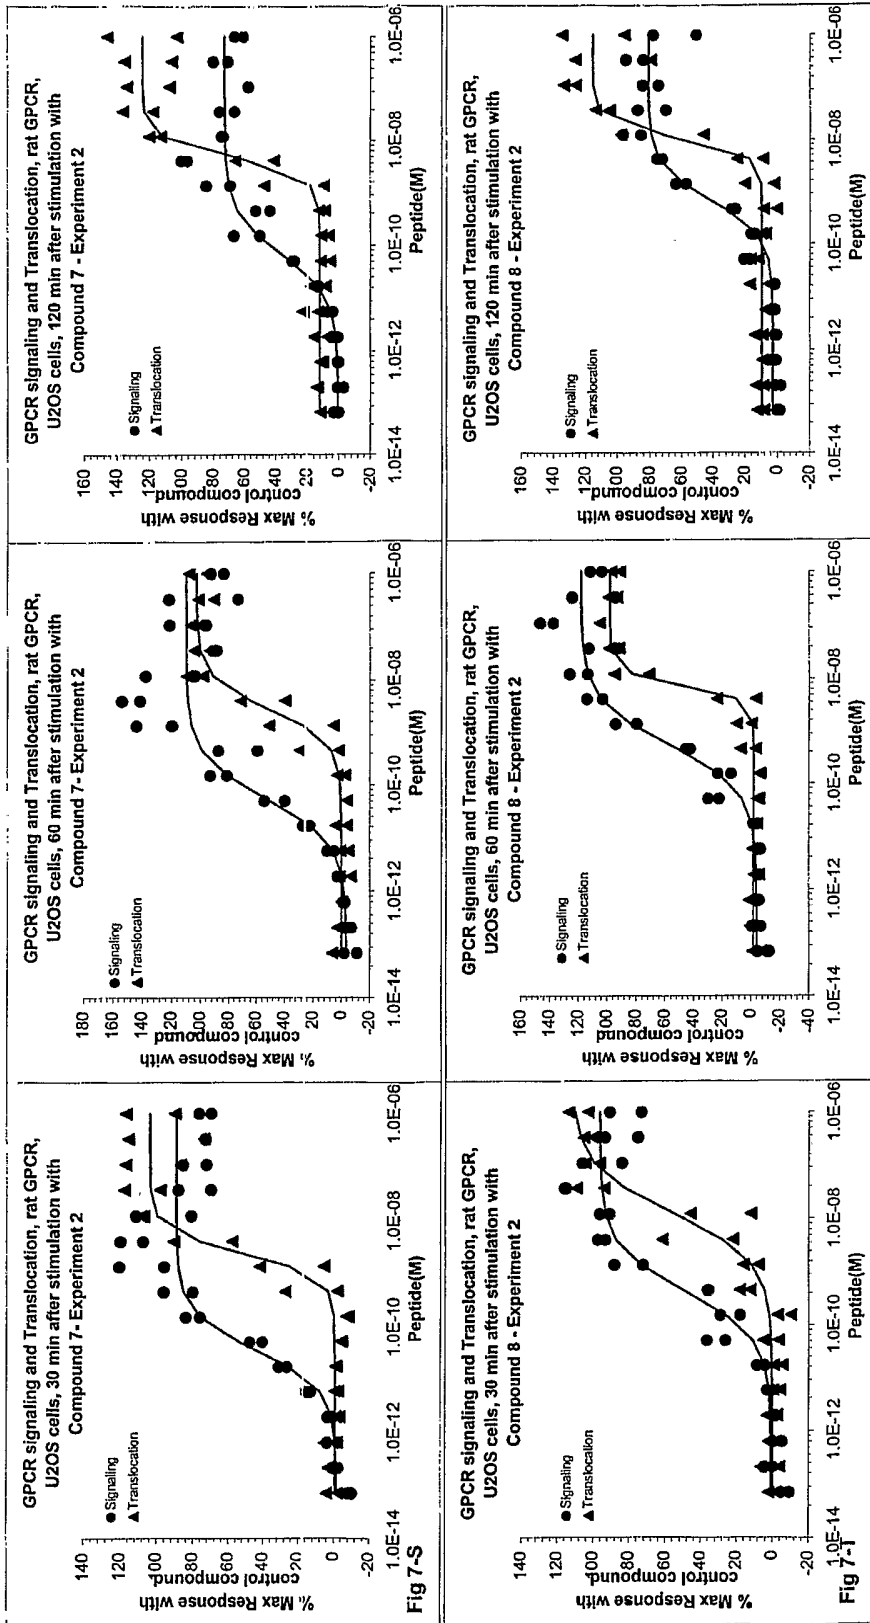 GPCR signaling and Translocation, rat GPCR,
U2OS cells, 30 min after stimulation with
Compound 7- Experiment 2
● Signaling
▲ Translocation
% Max Response with
control compound
140
120
100
80
60
40
20
0
-20
1.0E-14
1.0E-12
1.0E-10
1.0E-08
1.0E-06
Peptide(M)
Fig 7-S
GPCR signaling and Translocation, rat GPCR,
U2OS cells, 60 min after stimulation with
Compound 7- Experiment 2
● Signaling
▲ Translocation
% Max Response with
control compound
180
160
140
120
100
80
60
40
20
0
-20
1.0E-14
1.0E-12
1.0E-10
1.0E-08
1.0E-06
Peptide(M)
GPCR signaling and Translocation, rat GPCR,
U2OS cells, 120 min after stimulation with
Compound 7 - Experiment 2
● Signaling
▲ Translocation
% Max Response with
control compound
160
140
120
100
80
60
40
20
0
-20
1.0E-14
1.0E-12
1.0E-10
1.0E-08
1.0E-06
Peptide(M)
GPCR signaling and Translocation, rat GPCR,
U2OS cells, 30 min after stimulation with
Compound 8 - Experiment 2
● Signaling
▲ Translocation
% Max Response with
control compound
140
120
100
80
60
40
20
0
-20
1.0E-14
1.0E-12
1.0E-10
1.0E-08
1.0E-06
Peptide(M)
Fig 7-T
GPCR signaling and Translocation, rat GPCR,
U2OS cells, 60 min after stimulation with
Compound 8 - Experiment 2
● Signaling
▲ Translocation
% Max Response with
control compound
160
140
120
100
80
60
40
20
0
-20
-40
1.0E-14
1.0E-12
1.0E-10
1.0E-08
1.0E-06
Peptide(M)
GPCR signaling and Translocation, rat GPCR,
U2OS cells, 120 min after stimulation with
Compound 8 - Experiment 2
● Signaling
▲ Translocation
% Max Response with
control compound
160
140
120
100
80
60
40
20
0
-20
1.0E-14
1.0E-12
1.0E-10
1.0E-08
1.0E-06
Peptide(M)